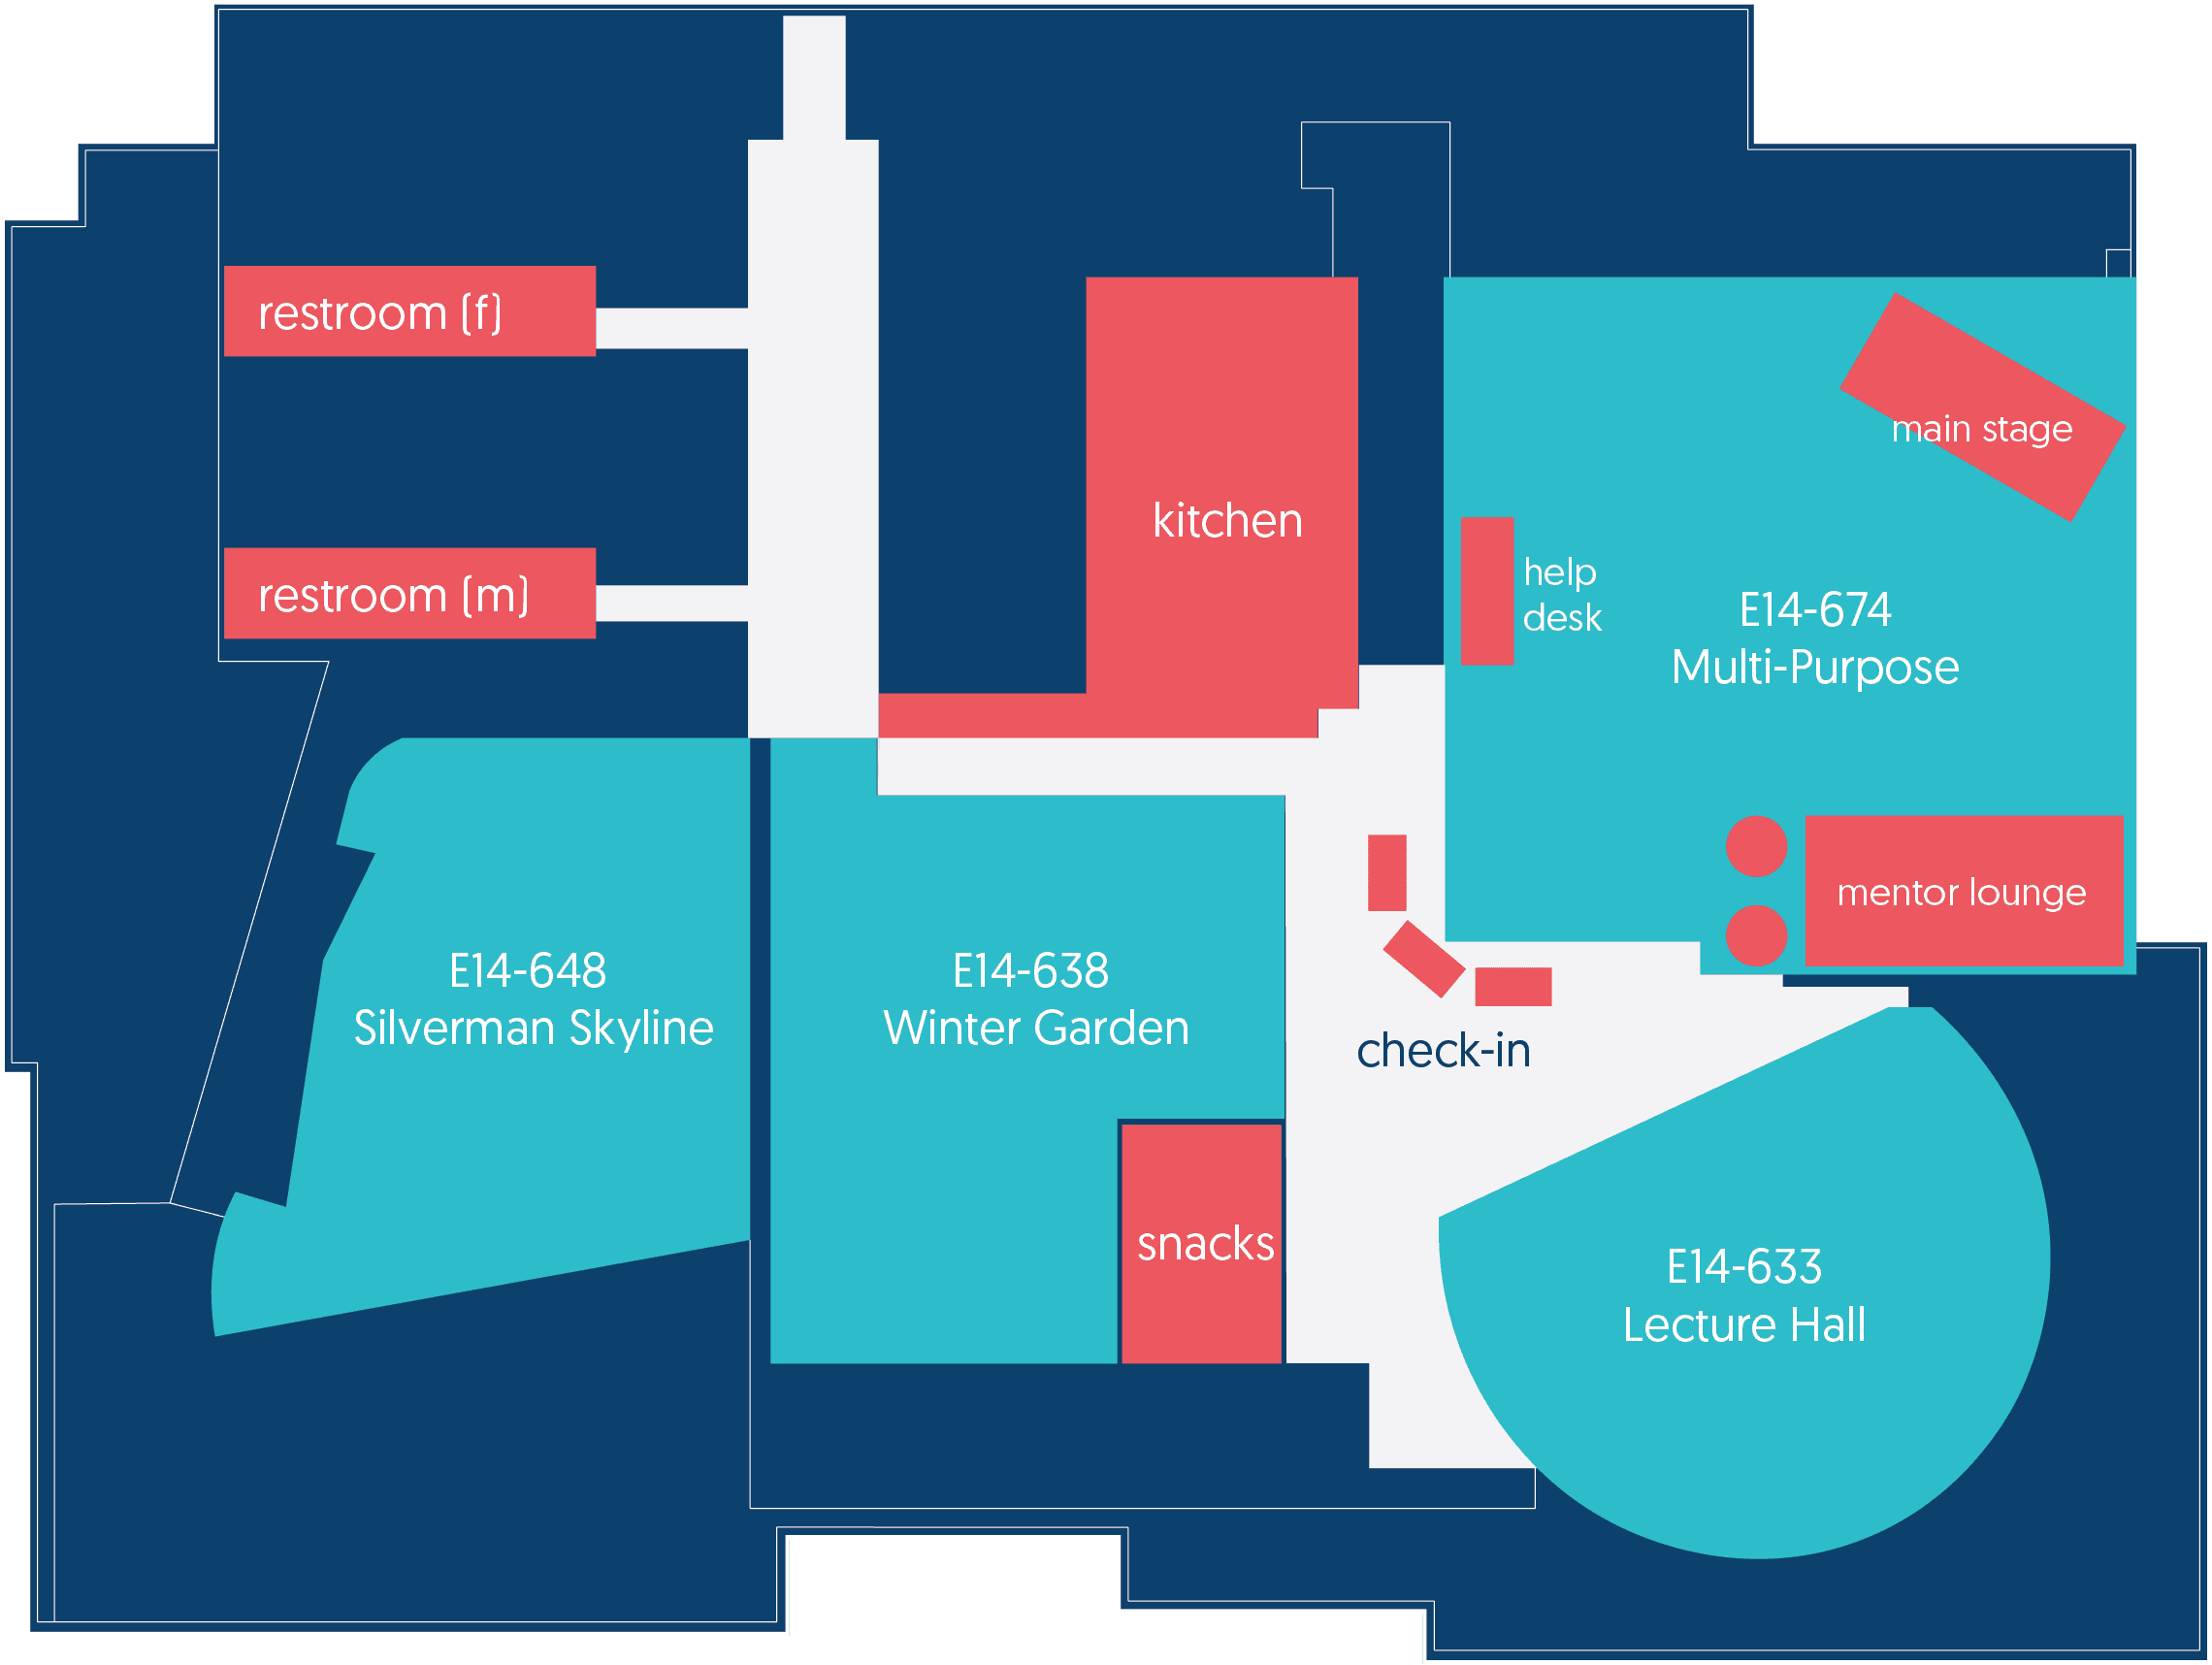 restroom (f)
restroom (m)
kitchen
main stage
help
desk
E14-674
Multi-Purpose
mentor lounge
E14-648
Silverman Skyline
E14-638
Winter Garden
check-in
snacks
E14-633
Lecture Hall